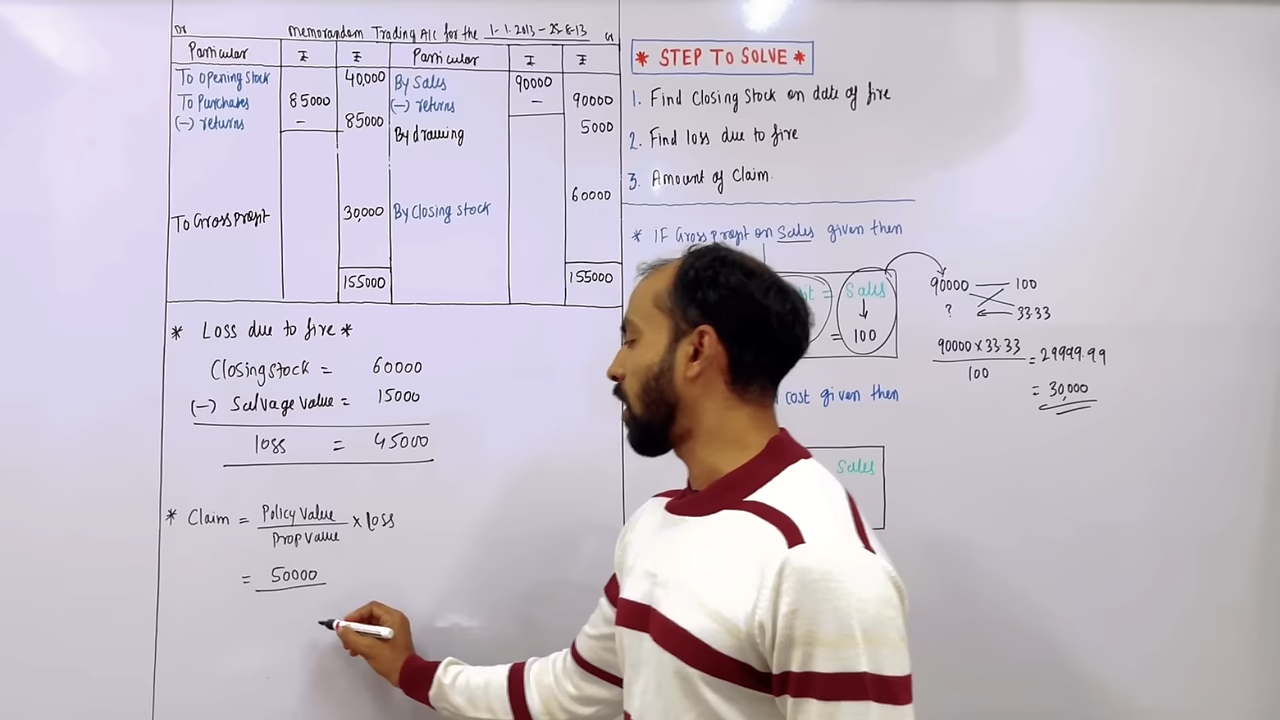 Dr Memorandam Trading A/c for the 1-1.2013-25-8-13 Cr
Particular ₹ ₹ Particular ₹ ₹
To opening stock 40,000 By Sales 90000
To Purchases 85000 (-) returns - 90000
(-) returns - 85000 By drawing 5000
60000
To Gross profit 30,000 By Closing stock
155000 155000
* Loss due to fire *
Closing stock = 60000
(-) Salvage value = 15000
loss = 45000
* Claim = Policy value / Prop value × loss
= 50000
* STEP TO SOLVE *
1. Find Closing Stock on date of fire
2. Find loss due to fire
3. Amount of Claim.
* IF Gross profit on Sales given then
= Sales
= 100
90000 100
? 33.33
90000 × 33.33 / 100 = 29999.99
= 30,000
cost given then
Sales